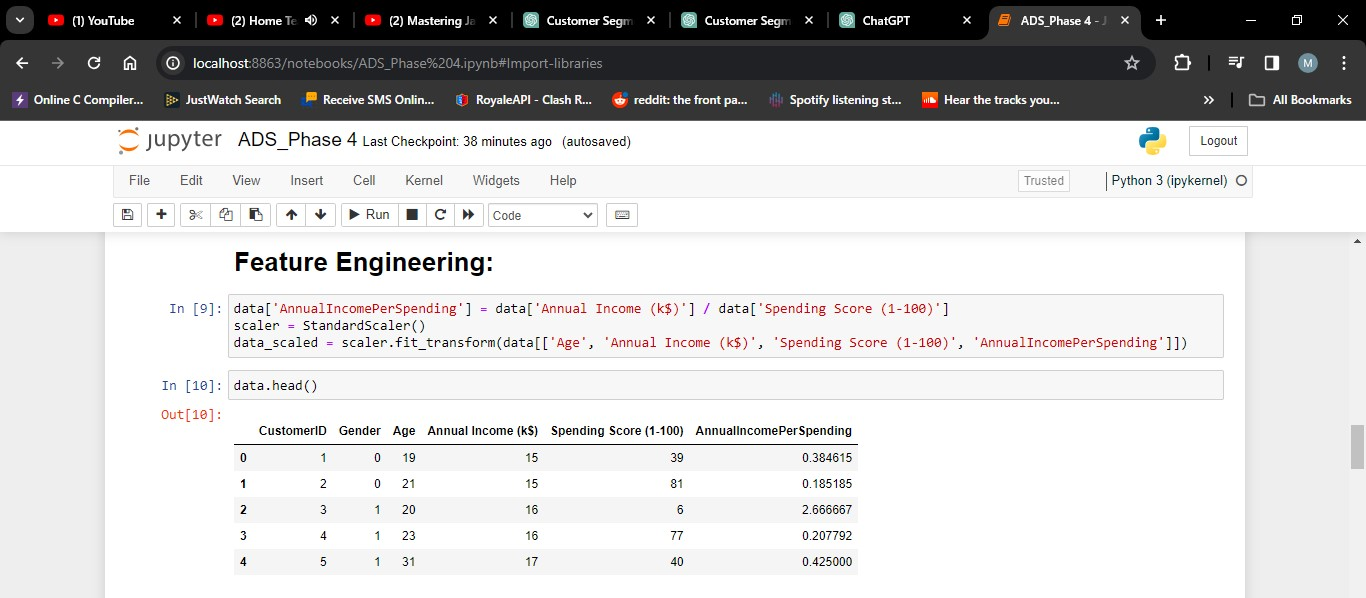 (1) YouTube
(2) Home Te
(2) Mastering Ja
Customer Segm
Customer Segm
ChatGPT
ADS_Phase 4 - J
localhost:8863/notebooks/ADS_Phase%204.ipynb#Import-libraries
M
Online C Compiler...
JustWatch Search
Receive SMS Onlin...
RoyaleAPI - Clash R...
reddit: the front pa...
Spotify listening st...
Hear the tracks you...
»
All Bookmarks
jupyter ADS_Phase 4 Last Checkpoint: 38 minutes ago (autosaved)
Logout
File Edit View Insert Cell Kernel Widgets Help
Trusted
Python 3 (ipykernel)
Run
Code
Feature Engineering:
In [9]: data['AnnualIncomePerSpending'] = data['Annual Income (k$)'] / data['Spending Score (1-100)']
scaler = StandardScaler()
data_scaled = scaler.fit_transform(data[['Age', 'Annual Income (k$)', 'Spending Score (1-100)', 'AnnualIncomePerSpending']])
In [10]: data.head()
Out[10]:
CustomerID Gender Age Annual Income (k$) Spending Score (1-100) AnnualIncomePerSpending
0 1 0 19 15 39 0.384615
1 2 0 21 15 81 0.185185
2 3 1 20 16 6 2.666667
3 4 1 23 16 77 0.207792
4 5 1 31 17 40 0.425000